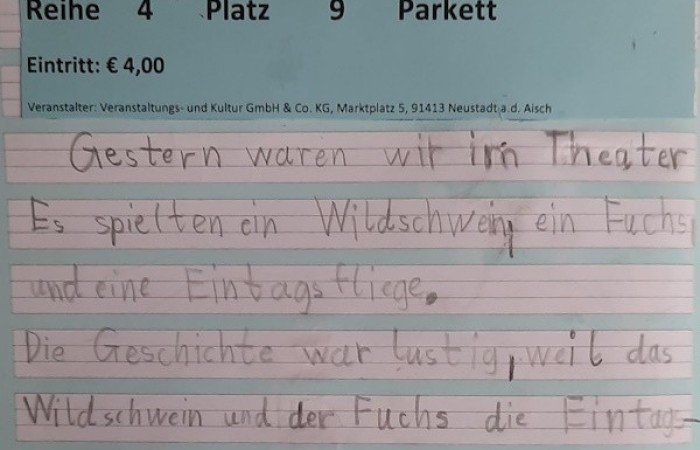 Reihe 4 Platz 9 Parkett
Eintritt: € 4,00
Veranstalter: Veranstaltungs- und Kultur GmbH & Co. KG, Marktplatz 5, 91413 Neustadt a.d. Aisch
Gestern waren wir im Theater
Es spielten ein Wildschwein, ein Fuchs
und eine Eintagsfliege.
Die Geschichte war lustig, weil das
Wildschwein und der Fuchs die Eintags-